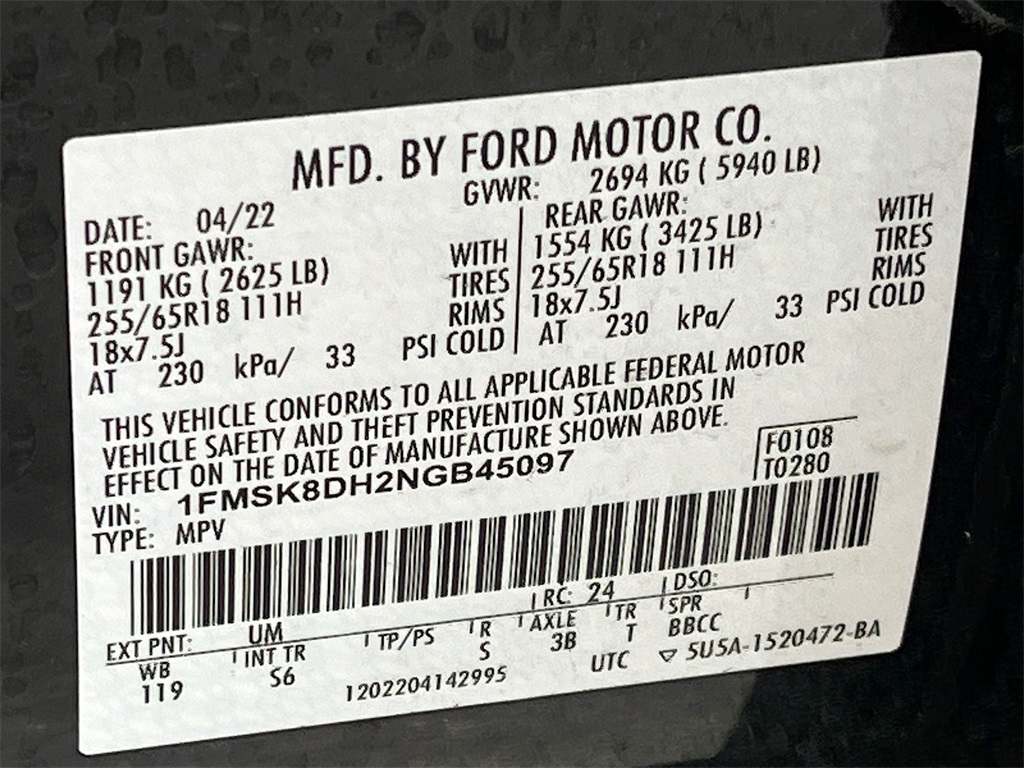 MFD. BY FORD MOTOR CO.
DATE: 04/22 GVWR: 2694 KG ( 5940 LB)
FRONT GAWR: REAR GAWR:
1191 KG ( 2625 LB) WITH 1554 KG ( 3425 LB) WITH
255/65R18 111H TIRES 255/65R18 111H TIRES
18x7.5J RIMS 18x7.5J RIMS
AT 230 kPa/ 33 PSI COLD AT 230 kPa/ 33 PSI COLD
THIS VEHICLE CONFORMS TO ALL APPLICABLE FEDERAL MOTOR
VEHICLE SAFETY AND THEFT PREVENTION STANDARDS IN
EFFECT ON THE DATE OF MANUFACTURE SHOWN ABOVE.
VIN: 1FMSK8DH2NGB45097 F0108
TYPE: MPV T0280
EXT PNT: UM RC: 24 DSO:
WB INT TR TP/PS R AXLE TR SPR
119 S6 S 3B T BBCC
1202204142995 UTC ▽ 5U5A-1520472-BA